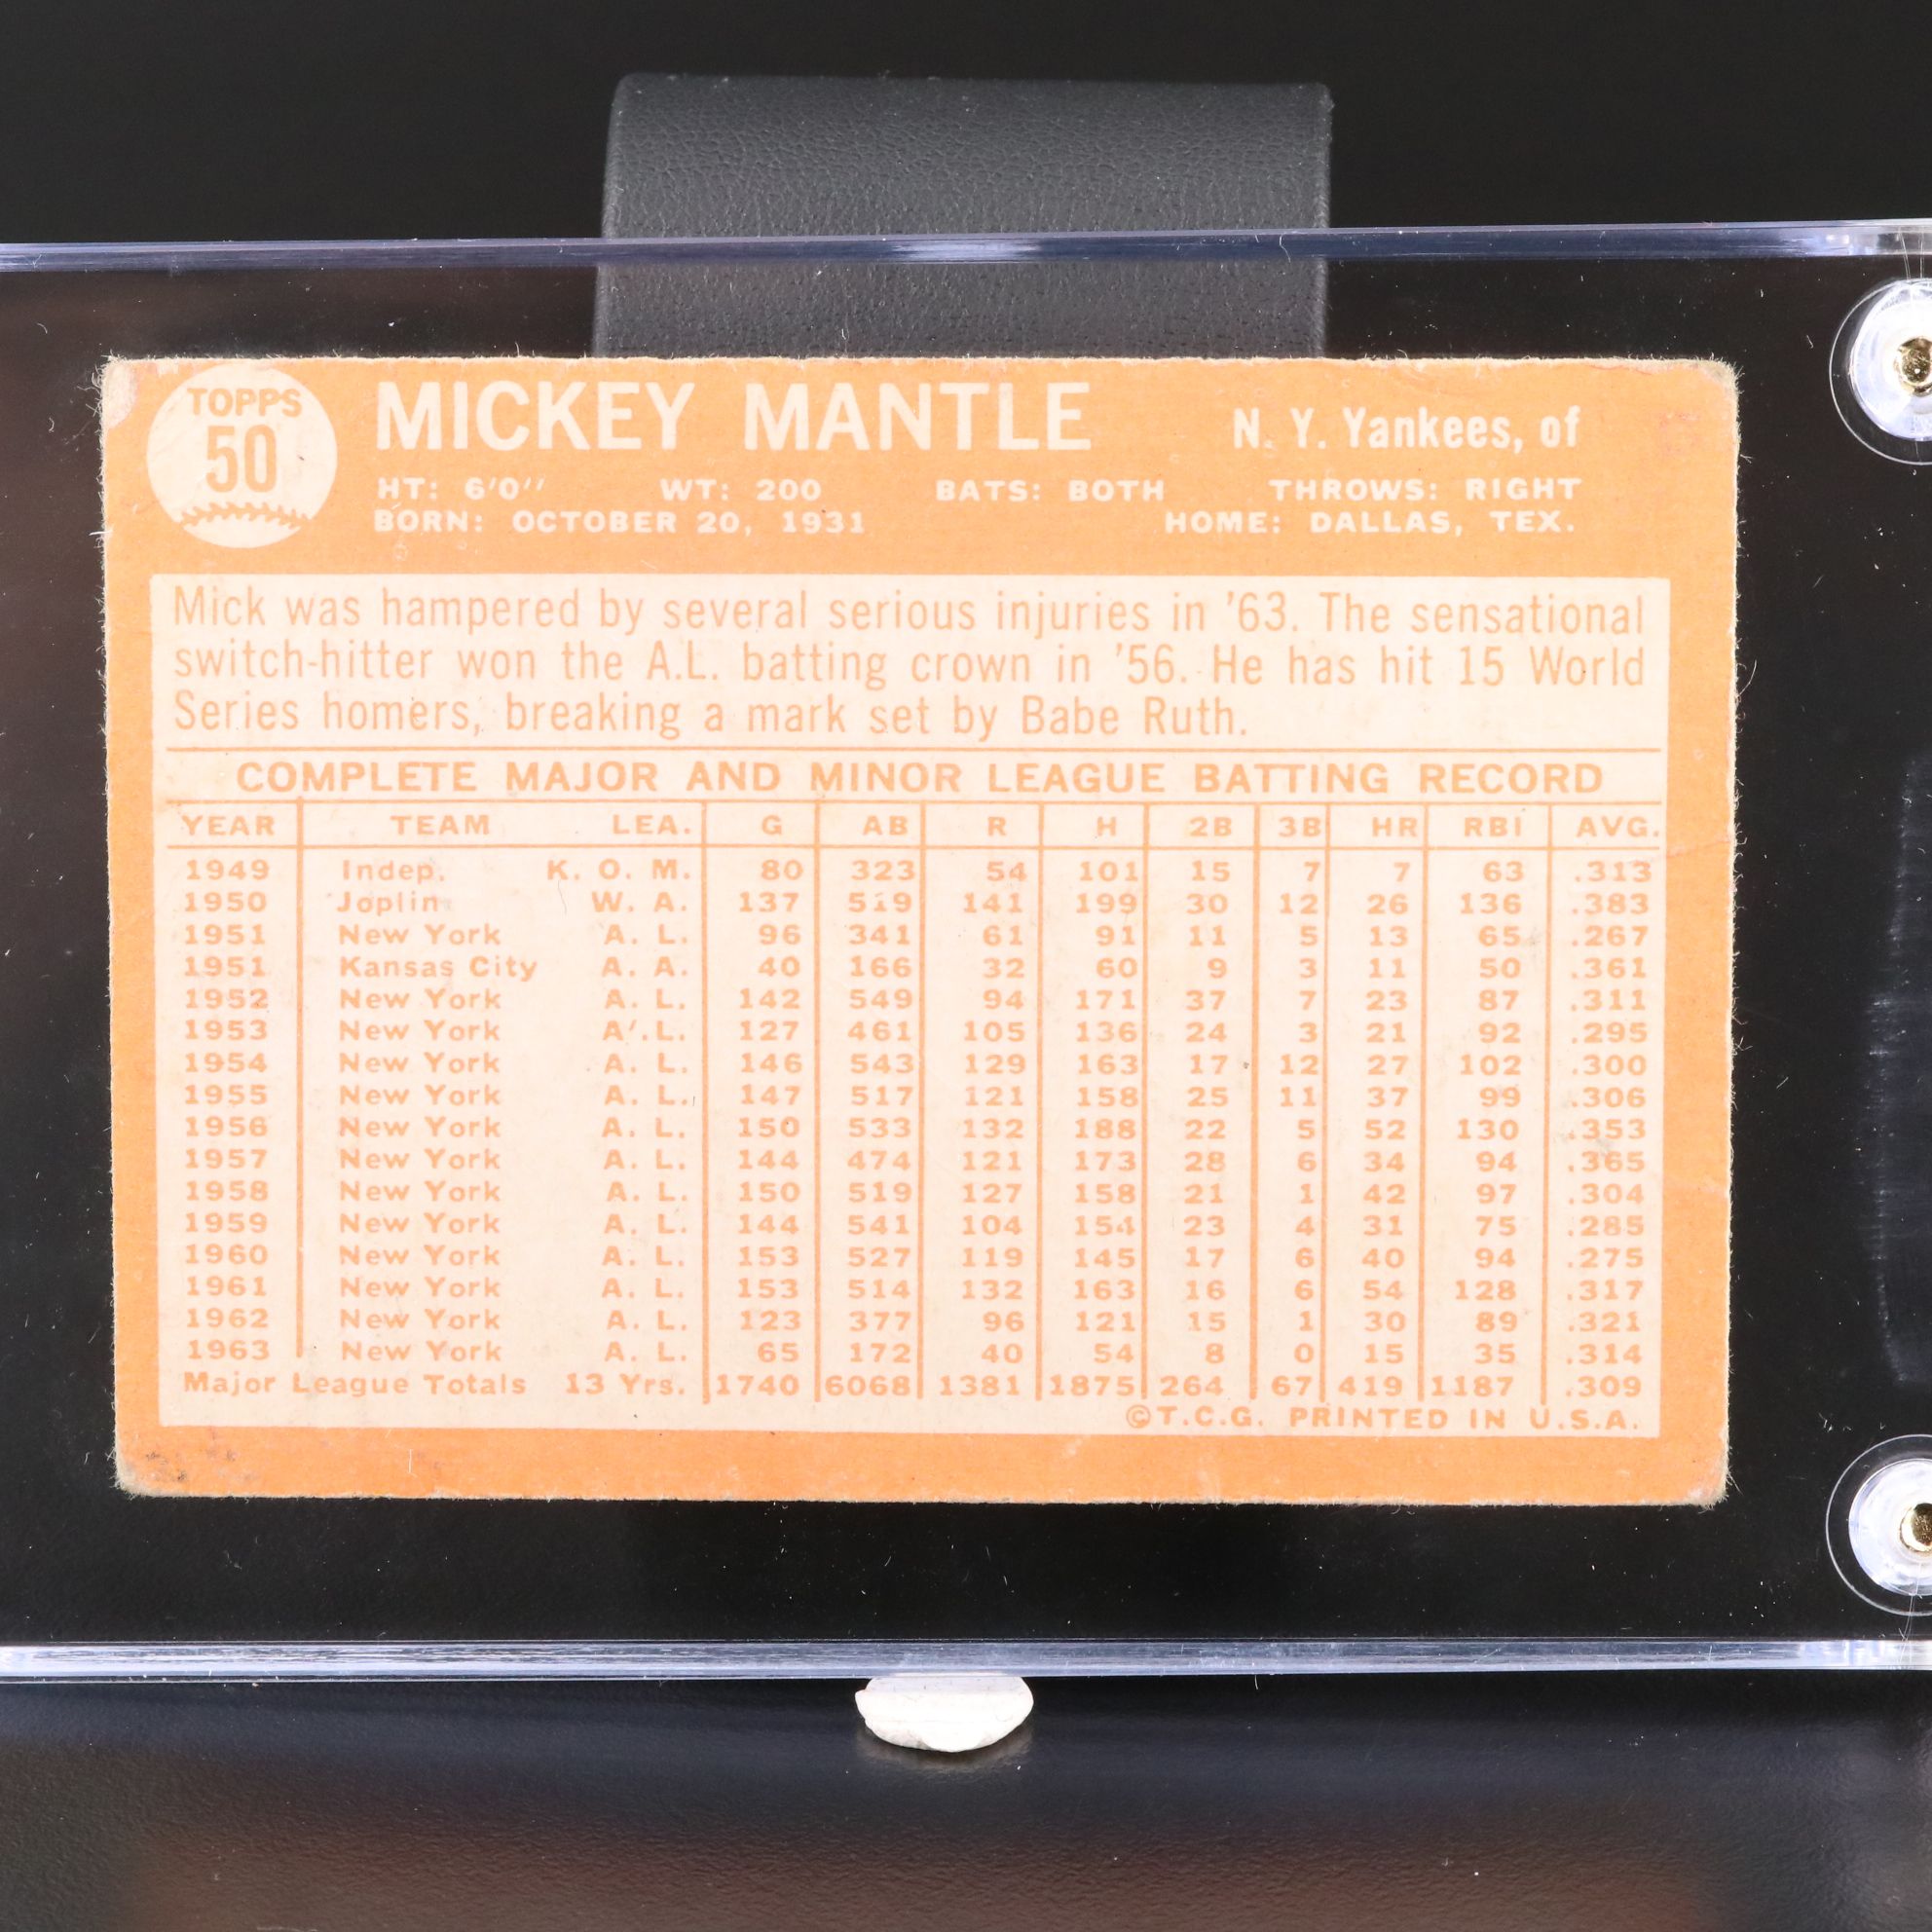 TOPPS
50
MICKEY MANTLE N. Y. Yankees, of
HT: 6'0'' WT: 200 BATS: BOTH THROWS: RIGHT
BORN: OCTOBER 20, 1931 HOME: DALLAS, TEX.
Mick was hampered by several serious injuries in '63. The sensational
switch-hitter won the A.L. batting crown in '56. He has hit 15 World
Series homers, breaking a mark set by Babe Ruth.
COMPLETE MAJOR AND MINOR LEAGUE BATTING RECORD
YEAR TEAM LEA. G AB R H 2B 3B HR RBI AVG.
1949 Indep. K. O. M. 80 323 54 101 15 7 7 63 .313
1950 Joplin W. A. 137 519 141 199 30 12 26 136 .383
1951 New York A. L. 96 341 61 91 11 5 13 65 .267
1951 Kansas City A. A. 40 166 32 60 9 3 11 50 .361
1952 New York A. L. 142 549 94 171 37 7 23 87 .311
1953 New York A. L. 127 461 105 136 24 3 21 92 .295
1954 New York A. L. 146 543 129 163 17 12 27 102 .300
1955 New York A. L. 147 517 121 158 25 11 37 99 .306
1956 New York A. L. 150 533 132 188 22 5 52 130 .353
1957 New York A. L. 144 474 121 173 28 6 34 94 .365
1958 New York A. L. 150 519 127 158 21 1 42 97 .304
1959 New York A. L. 144 541 104 154 23 4 31 75 .285
1960 New York A. L. 153 527 119 145 17 6 40 94 .275
1961 New York A. L. 153 514 132 163 16 6 54 128 .317
1962 New York A. L. 123 377 96 121 15 1 30 89 .321
1963 New York A. L. 65 172 40 54 8 0 15 35 .314
Major League Totals 13 Yrs. 1740 6068 1381 1875 264 67 419 1187 .309
©T.C.G. PRINTED IN U.S.A.